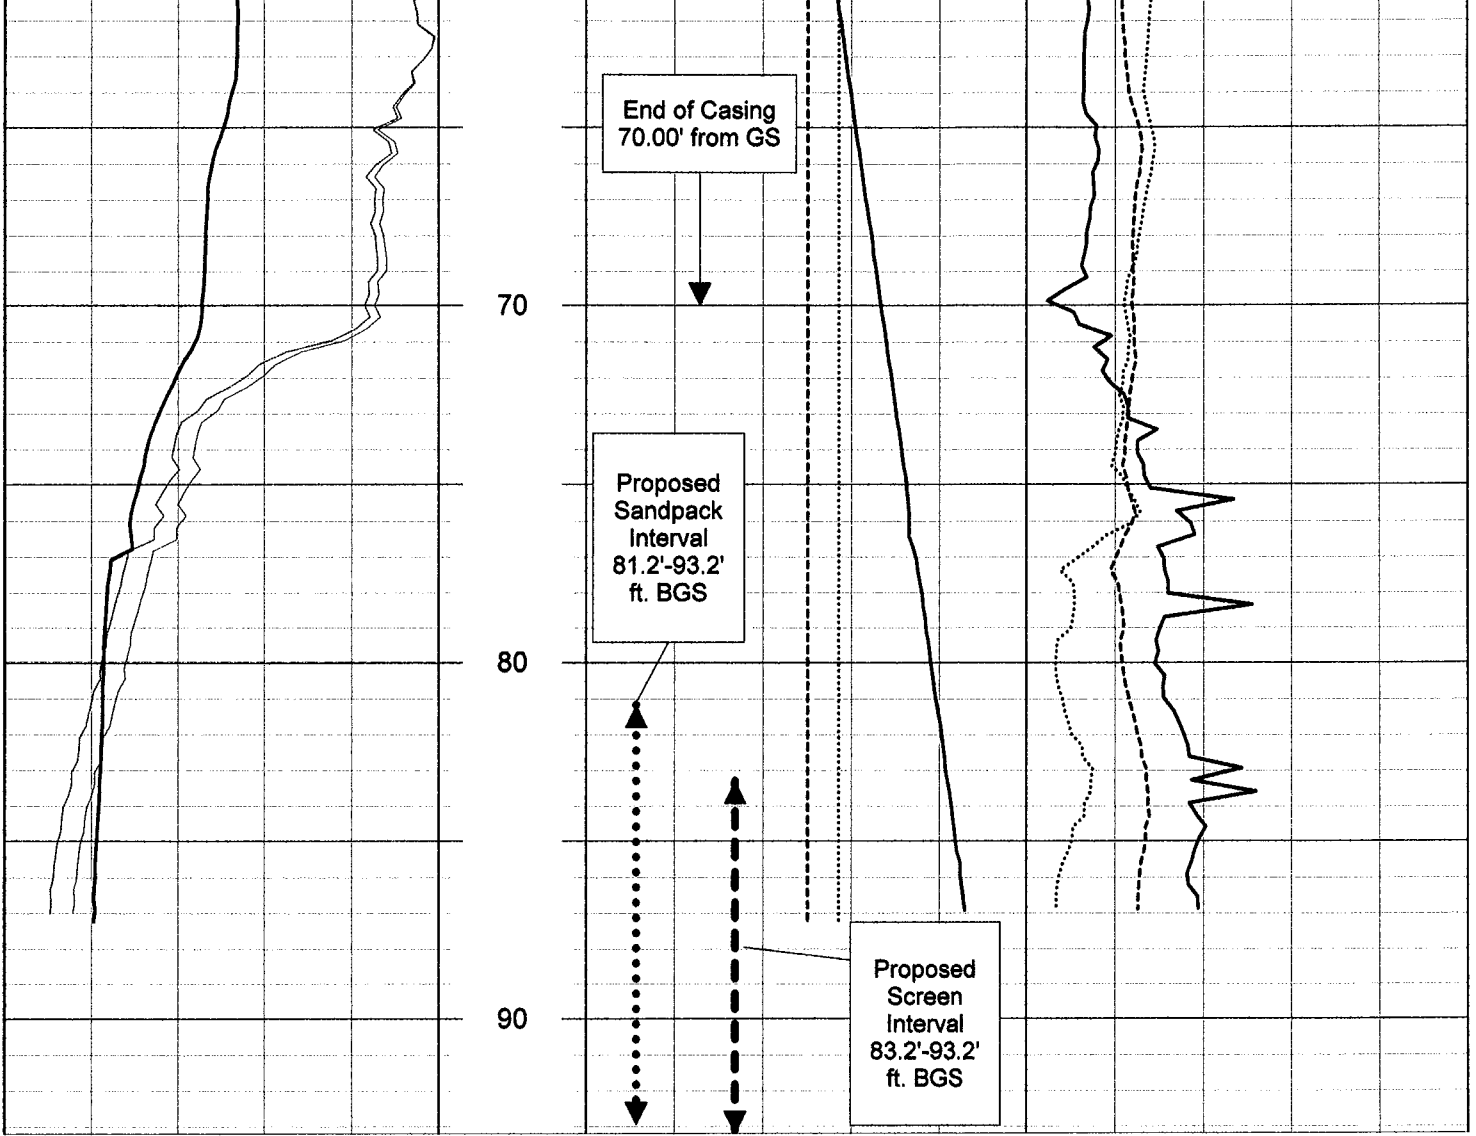 End of Casing
70.00' from GS
70
Proposed
Sandpack
Interval
81.2'-93.2'
ft. BGS
80
Proposed
Screen
Interval
83.2'-93.2'
ft. BGS
90